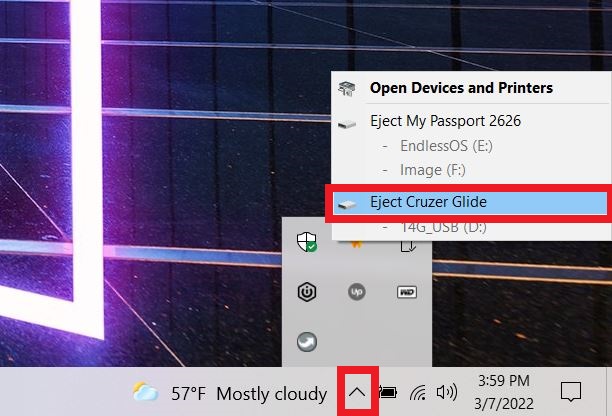 Open Devices and Printers
Eject My Passport 2626
- EndlessOS (E:)
- Image (F:)
Eject Cruzer Glide
- 14G_USB (D:)
Up
WD
57°F Mostly cloudy
3:59 PM
3/7/2022